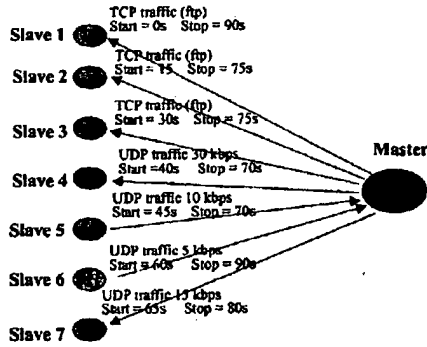 TCP traffic (ftp)
Start = 0s Stop = 90s
Slave 1
TCP traffic (ftp)
Start = 15 Stop = 75s
Slave 2
TCP traffic (ftp)
Start = 30s Stop = 75s
Slave 3
Master
UDP traffic 30 kbps
Start =40s Stop = 70s
Slave 4
UDP traffic 10 kbps
Start = 45s Stop = 70s
Slave 5
UDP traffic 5 kbps
Start = 60s Stop = 90s
Slave 6
UDP traffic 15 kbps
Start = 65s Stop = 80s
Slave 7